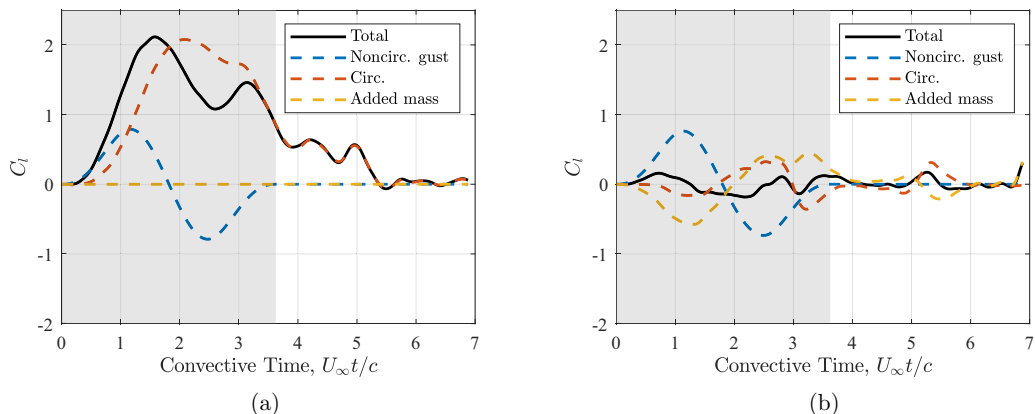 2
1
0
-1
-2
C_l
0 1 2 3 4 5 6 7
Convective Time, U_∞t/c
Total
Noncirc. gust
Circ.
Added mass
(a)
2
1
0
-1
-2
C_l
0 1 2 3 4 5 6 7
Convective Time, U_∞t/c
Total
Noncirc. gust
Circ.
Added mass
(b)